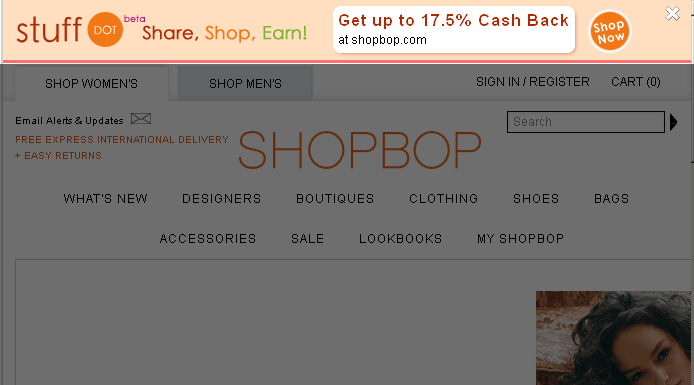 stuff DOT beta Share, Shop, Earn!
Get up to 17.5% Cash Back
at shopbop.com
Shop
Now
SHOP WOMEN'S SHOP MEN'S SIGN IN / REGISTER CART (0)
Email Alerts & Updates
Search
FREE EXPRESS INTERNATIONAL DELIVERY
+ EASY RETURNS
SHOPBOP
WHAT'S NEW DESIGNERS BOUTIQUES CLOTHING SHOES BAGS
ACCESSORIES SALE LOOKBOOKS MY SHOPBOP